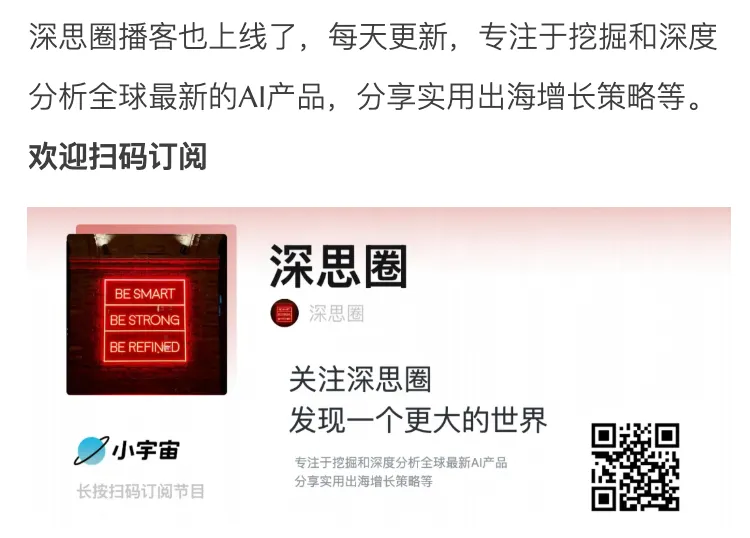 深思圈播客也上线了，每天更新，专注于挖掘和深度
分析全球最新的AI产品，分享实用出海增长策略等。
欢迎扫码订阅
BE SMART
BE STRONG
BE REFINED
深思圈
深思圈
关注深思圈
发现一个更大的世界
专注于挖掘和深度分析全球最新AI产品
分享实用出海增长策略等
小宇宙
长按扫码订阅节目